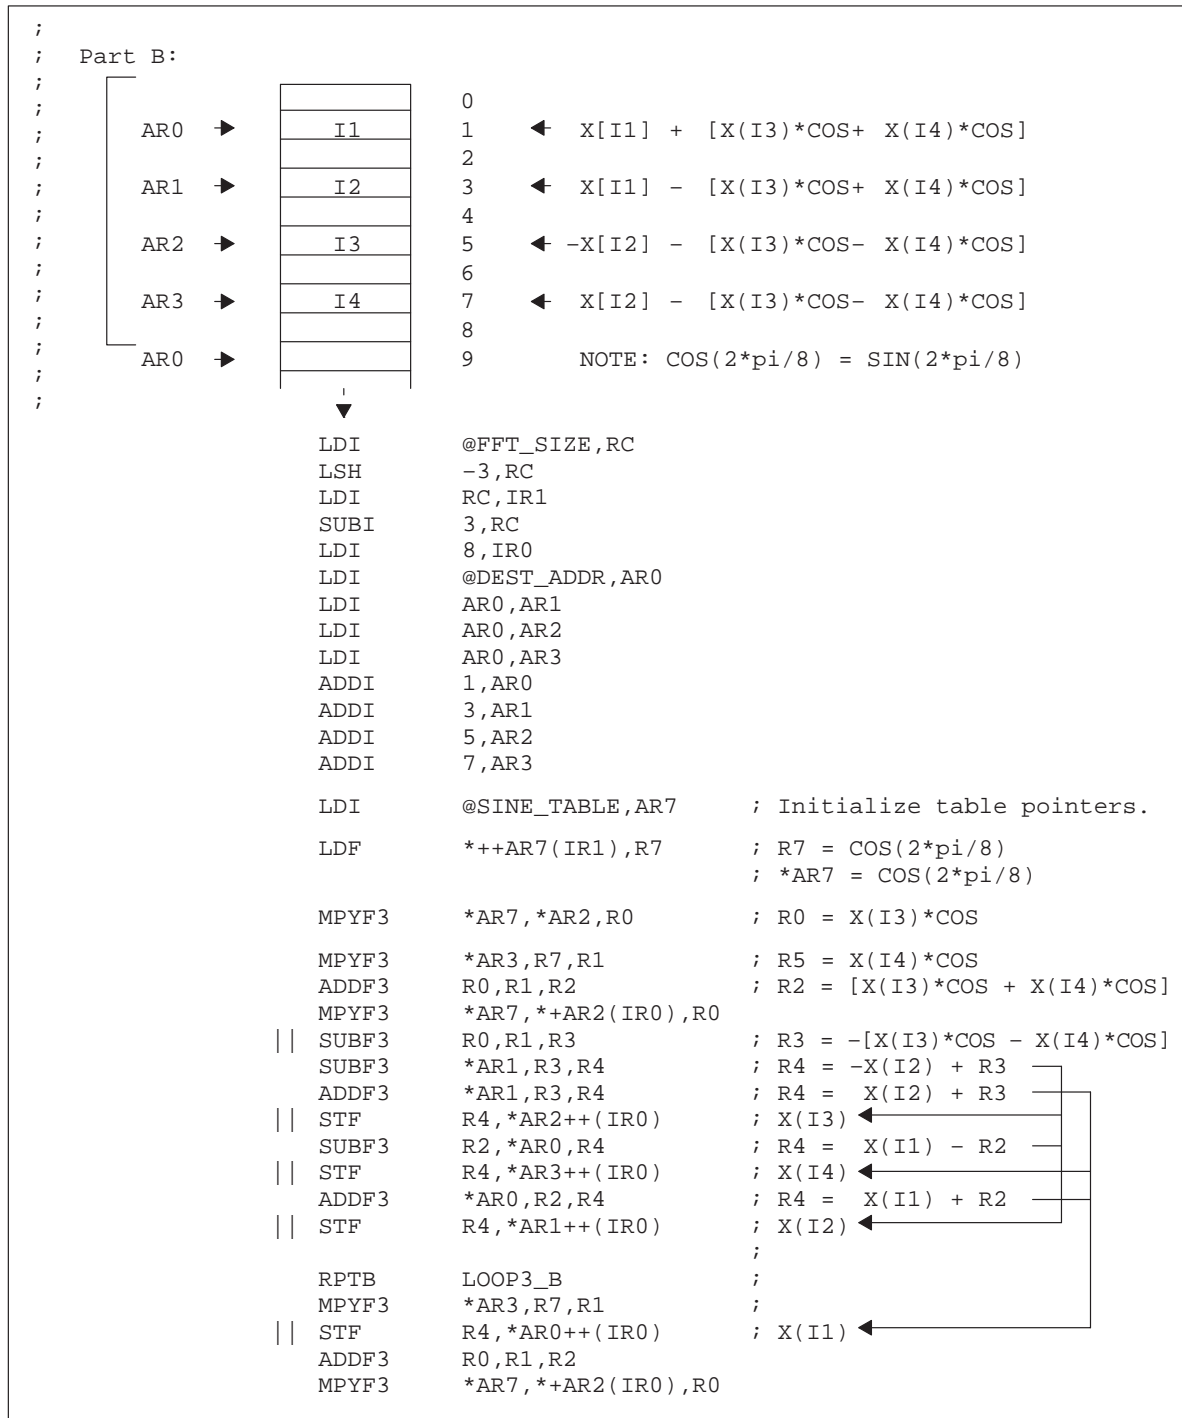 ;
; Part B:
;
; 0
; AR0 I1 1 X[I1] + [X(I3)*COS+ X(I4)*COS]
; 2
; AR1 I2 3 X[I1] – [X(I3)*COS+ X(I4)*COS]
; 4
; AR2 I3 5 –X[I2] – [X(I3)*COS– X(I4)*COS]
; 6
; AR3 I4 7 X[I2] – [X(I3)*COS– X(I4)*COS]
; 8
; AR0 9 NOTE: COS(2*pi/8) = SIN(2*pi/8)
;
;
LDI @FFT_SIZE,RC
LSH –3,RC
LDI RC,IR1
SUBI 3,RC
LDI 8,IR0
LDI @DEST_ADDR,AR0
LDI AR0,AR1
LDI AR0,AR2
LDI AR0,AR3
ADDI 1,AR0
ADDI 3,AR1
ADDI 5,AR2
ADDI 7,AR3
LDI @SINE_TABLE,AR7 ; Initialize table pointers.
LDF *++AR7(IR1),R7 ; R7 = COS(2*pi/8)
; *AR7 = COS(2*pi/8)
MPYF3 *AR7,*AR2,R0 ; R0 = X(I3)*COS
MPYF3 *AR3,R7,R1 ; R5 = X(I4)*COS
ADDF3 R0,R1,R2 ; R2 = [X(I3)*COS + X(I4)*COS]
MPYF3 *AR7,*+AR2(IR0),R0
|| SUBF3 R0,R1,R3 ; R3 = –[X(I3)*COS – X(I4)*COS]
SUBF3 *AR1,R3,R4 ; R4 = –X(I2) + R3
ADDF3 *AR1,R3,R4 ; R4 = X(I2) + R3
|| STF R4,*AR2++(IR0) ; X(I3)
SUBF3 R2,*AR0,R4 ; R4 = X(I1) – R2
|| STF R4,*AR3++(IR0) ; X(I4)
ADDF3 *AR0,R2,R4 ; R4 = X(I1) + R2
|| STF R4,*AR1++(IR0) ; X(I2)
;
RPTB LOOP3_B ;
MPYF3 *AR3,R7,R1 ;
|| STF R4,*AR0++(IR0) ; X(I1)
ADDF3 R0,R1,R2
MPYF3 *AR7,*+AR2(IR0),R0